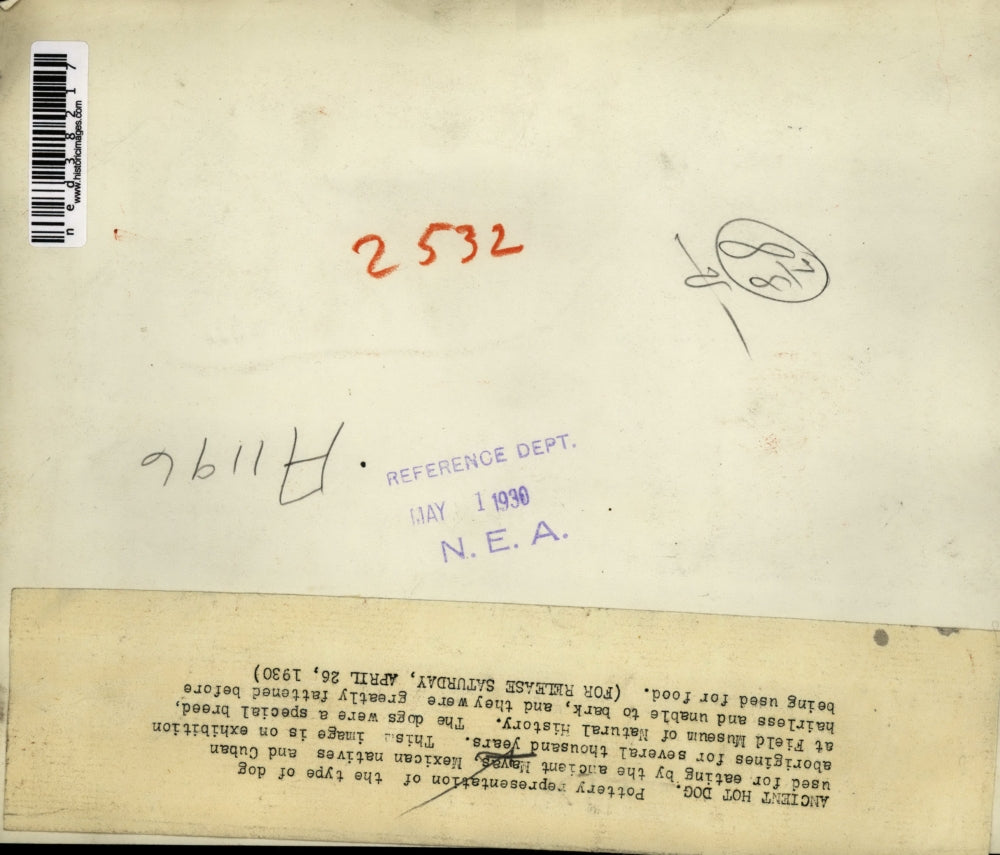 ned38217
www.historicimages.com
2532
A1196
REFERENCE DEPT.
MAY 1 1930
N. E. A.
ANCIENT HOT DOG. Pottery representation of the type of dog
used for eating by the ancient Mayas, Mexican natives and Cuban
aborigines for several thousand years. This image is on exhibition
at Field Museum of Natural History. The dogs were a special breed,
hairless and unable to bark, and they were greatly fattened before
being used for food. (FOR RELEASE SATURDAY, APRIL 26, 1930)